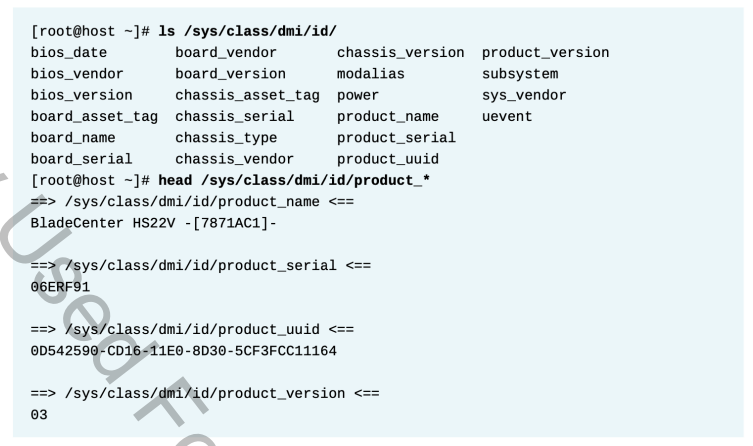 [root@host ~]# ls /sys/class/dmi/id/
bios_date board_vendor chassis_version product_version
bios_vendor board_version modalias subsystem
bios_version chassis_asset_tag power sys_vendor
board_asset_tag chassis_serial product_name uevent
board_name chassis_type product_serial
board_serial chassis_vendor product_uuid
[root@host ~]# head /sys/class/dmi/id/product_*
==> /sys/class/dmi/id/product_name <==
BladeCenter HS22V -[7871AC1]-
==> /sys/class/dmi/id/product_serial <==
06ERF91
==> /sys/class/dmi/id/product_uuid <==
0D542590-CD16-11E0-8D30-5CF3FCC11164
==> /sys/class/dmi/id/product_version <==
03
Used